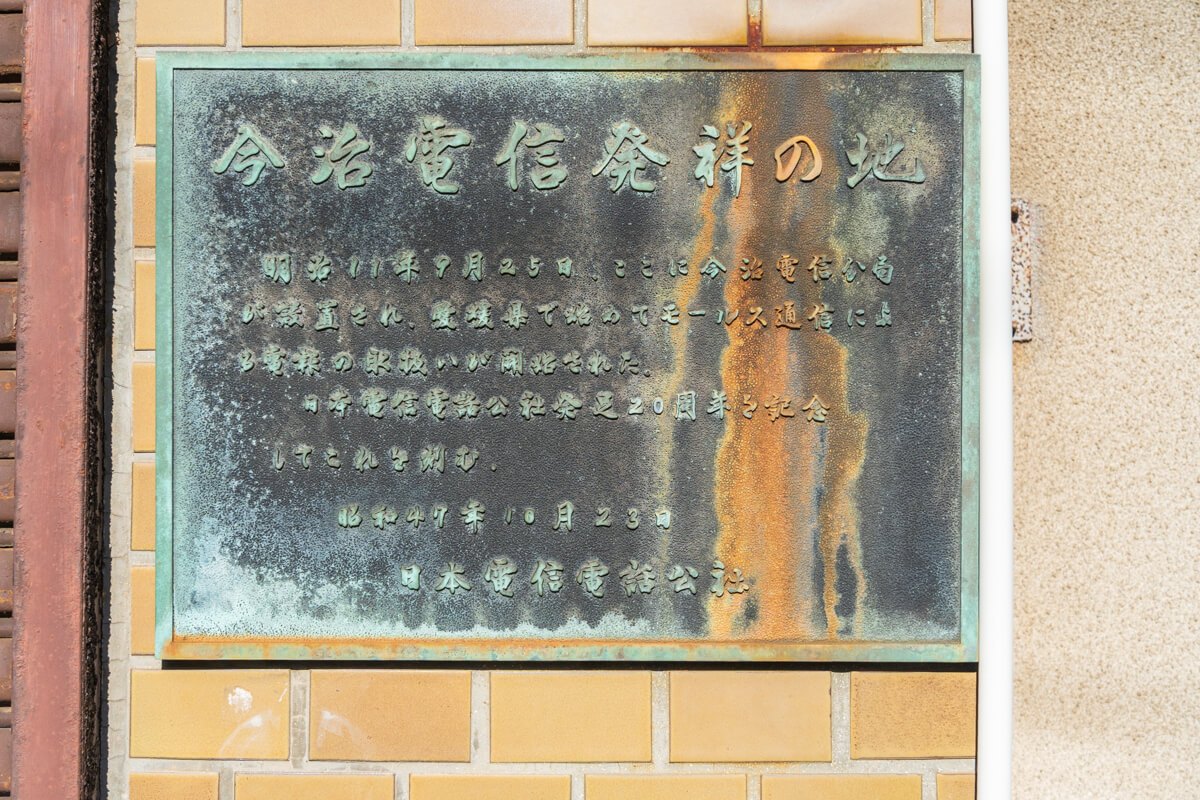 今治電信発祥の地
明治11年9月25日、ここに今治電信分局
が設置され、愛媛県で始めてモールス通信によ
る電報の取扱いが開始された。
日本電信電話公社発足20周年を記念
してこれを刻む。
昭和47年10月23日
日本電信電話公社